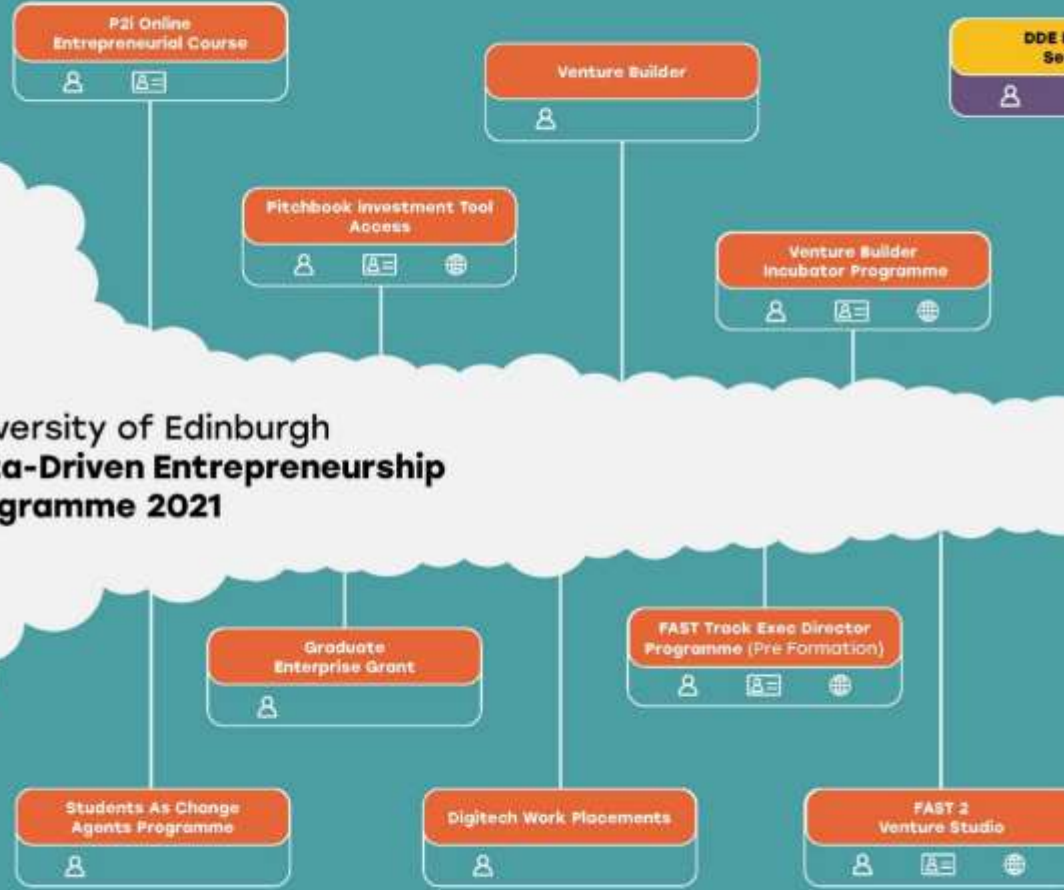 P2i Online
Entrepreneurial Course
Venture Builder
DDE
Pitchbook investment Tool
Access
Venture Builder
Incubator Programme
versity of Edinburgh
ta-Driven Entrepreneurship
gramme 2021
Graduate
Enterprise Grant
FAST Track Exec Director
Programme (Pre Formation)
Students As Change
Agents Programme
Digitech Work Placements
FAST 2
Venture Studio